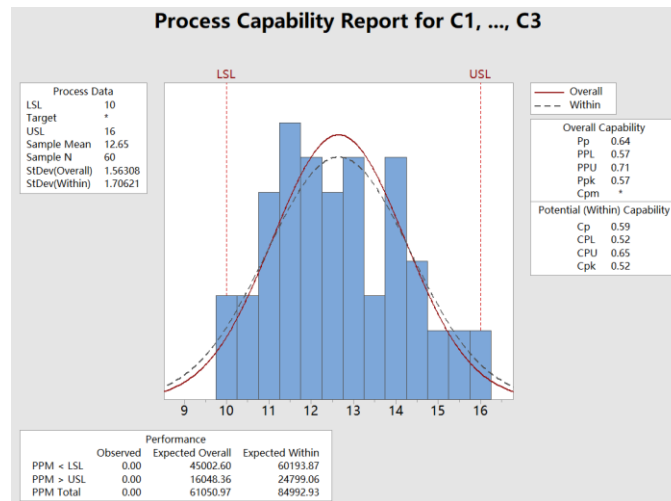 Process Capability Report for C1, ..., C3
LSL
USL
Process Data
LSL 10
Target *
USL 16
Sample Mean 12.65
Sample N 60
StDev(Overall) 1.56308
StDev(Within) 1.70621
Overall
Within
Overall Capability
Pp 0.64
PPL 0.57
PPU 0.71
Ppk 0.57
Cpm *
Potential (Within) Capability
Cp 0.59
CPL 0.52
CPU 0.65
Cpk 0.52
9 10 11 12 13 14 15 16
Performance
Observed Expected Overall Expected Within
PPM < LSL 0.00 45002.60 60193.87
PPM > USL 0.00 16048.36 24799.06
PPM Total 0.00 61050.97 84992.93